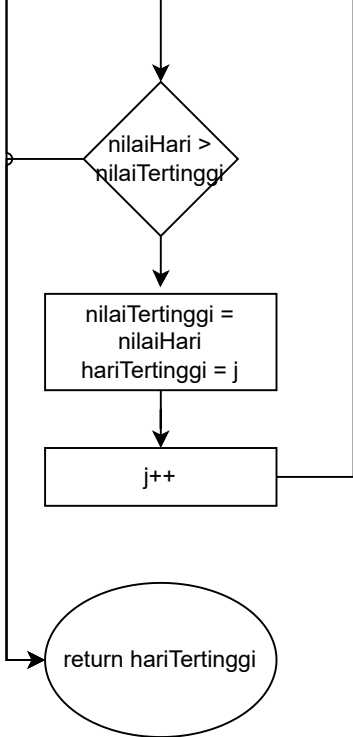 nilaiHari >
nilaiTertinggi
nilaiTertinggi =
nilaiHari
hariTertinggi = j
j++
return hariTertinggi